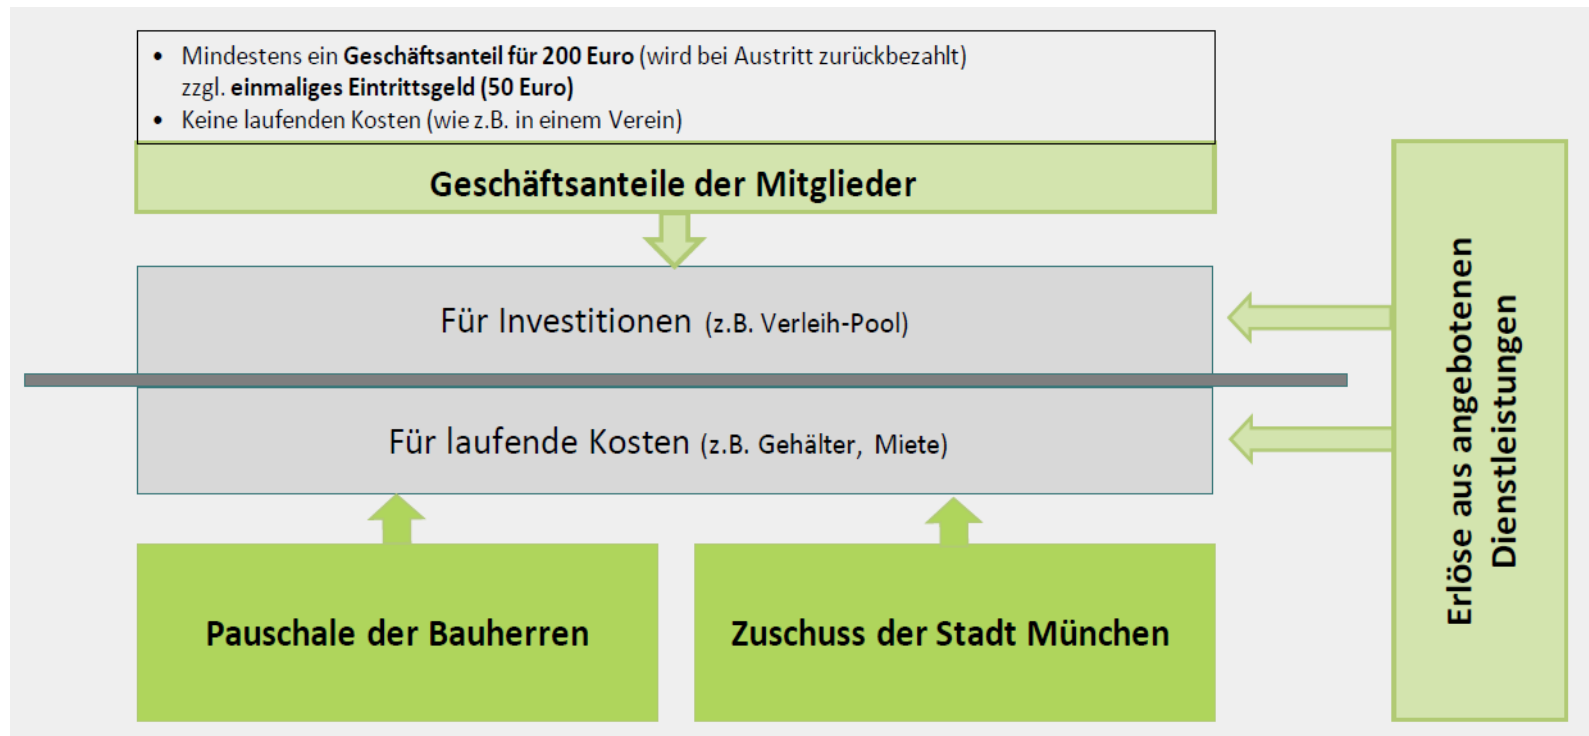 • Mindestens ein Geschäftsanteil für 200 Euro (wird bei Austritt zurückbezahlt)
zzgl. einmaliges Eintrittsgeld (50 Euro)
• Keine laufenden Kosten (wie z.B. in einem Verein)
Geschäftsanteile der Mitglieder
Für Investitionen (z.B. Verleih-Pool)
Für laufende Kosten (z.B. Gehälter, Miete)
Pauschale der Bauherren
Zuschuss der Stadt München
Erlöse aus angebotenen
Dienstleistungen